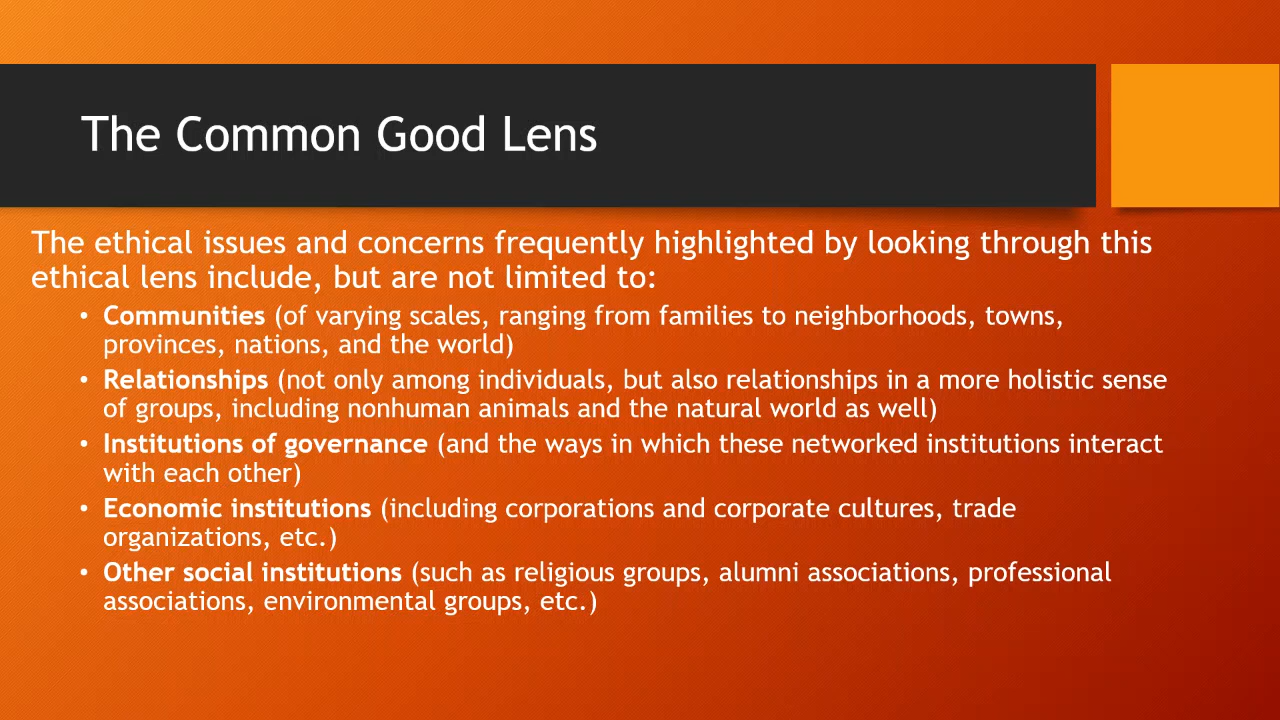 The Common Good Lens
The ethical issues and concerns frequently highlighted by looking through this
ethical lens include, but are not limited to:
• Communities (of varying scales, ranging from families to neighborhoods, towns,
provinces, nations, and the world)
• Relationships (not only among individuals, but also relationships in a more holistic sense
of groups, including nonhuman animals and the natural world as well)
• Institutions of governance (and the ways in which these networked institutions interact
with each other)
• Economic institutions (including corporations and corporate cultures, trade
organizations, etc.)
• Other social institutions (such as religious groups, alumni associations, professional
associations, environmental groups, etc.)